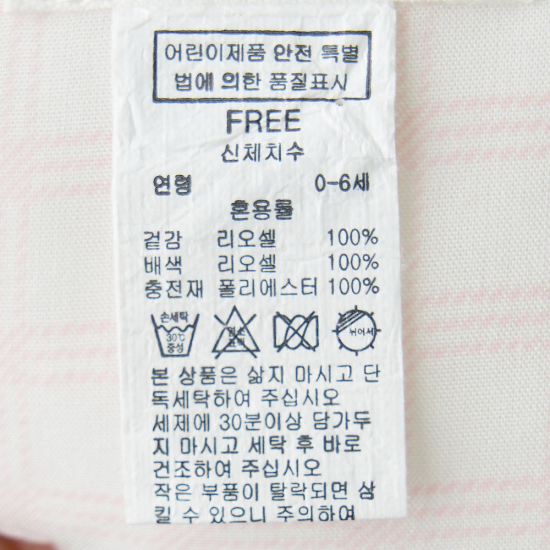 어린이제품 안전 특별
법에 의한 품질표시
FREE
신체치수
연령 0-6세
혼용률
겉감 리오셀 100%
배색 리오셀 100%
충전재 폴리에스터 100%
손세탁 30℃ 중성 염소 표백 뉘어서
본 상품은 삶지 마시고 단
독세탁하여 주십시오
세제에 30분이상 담가두
지 마시고 세탁 후 바로
건조하여 주십시오
작은 부품이 탈락되면 삼
킬 수 있으니 주의하여